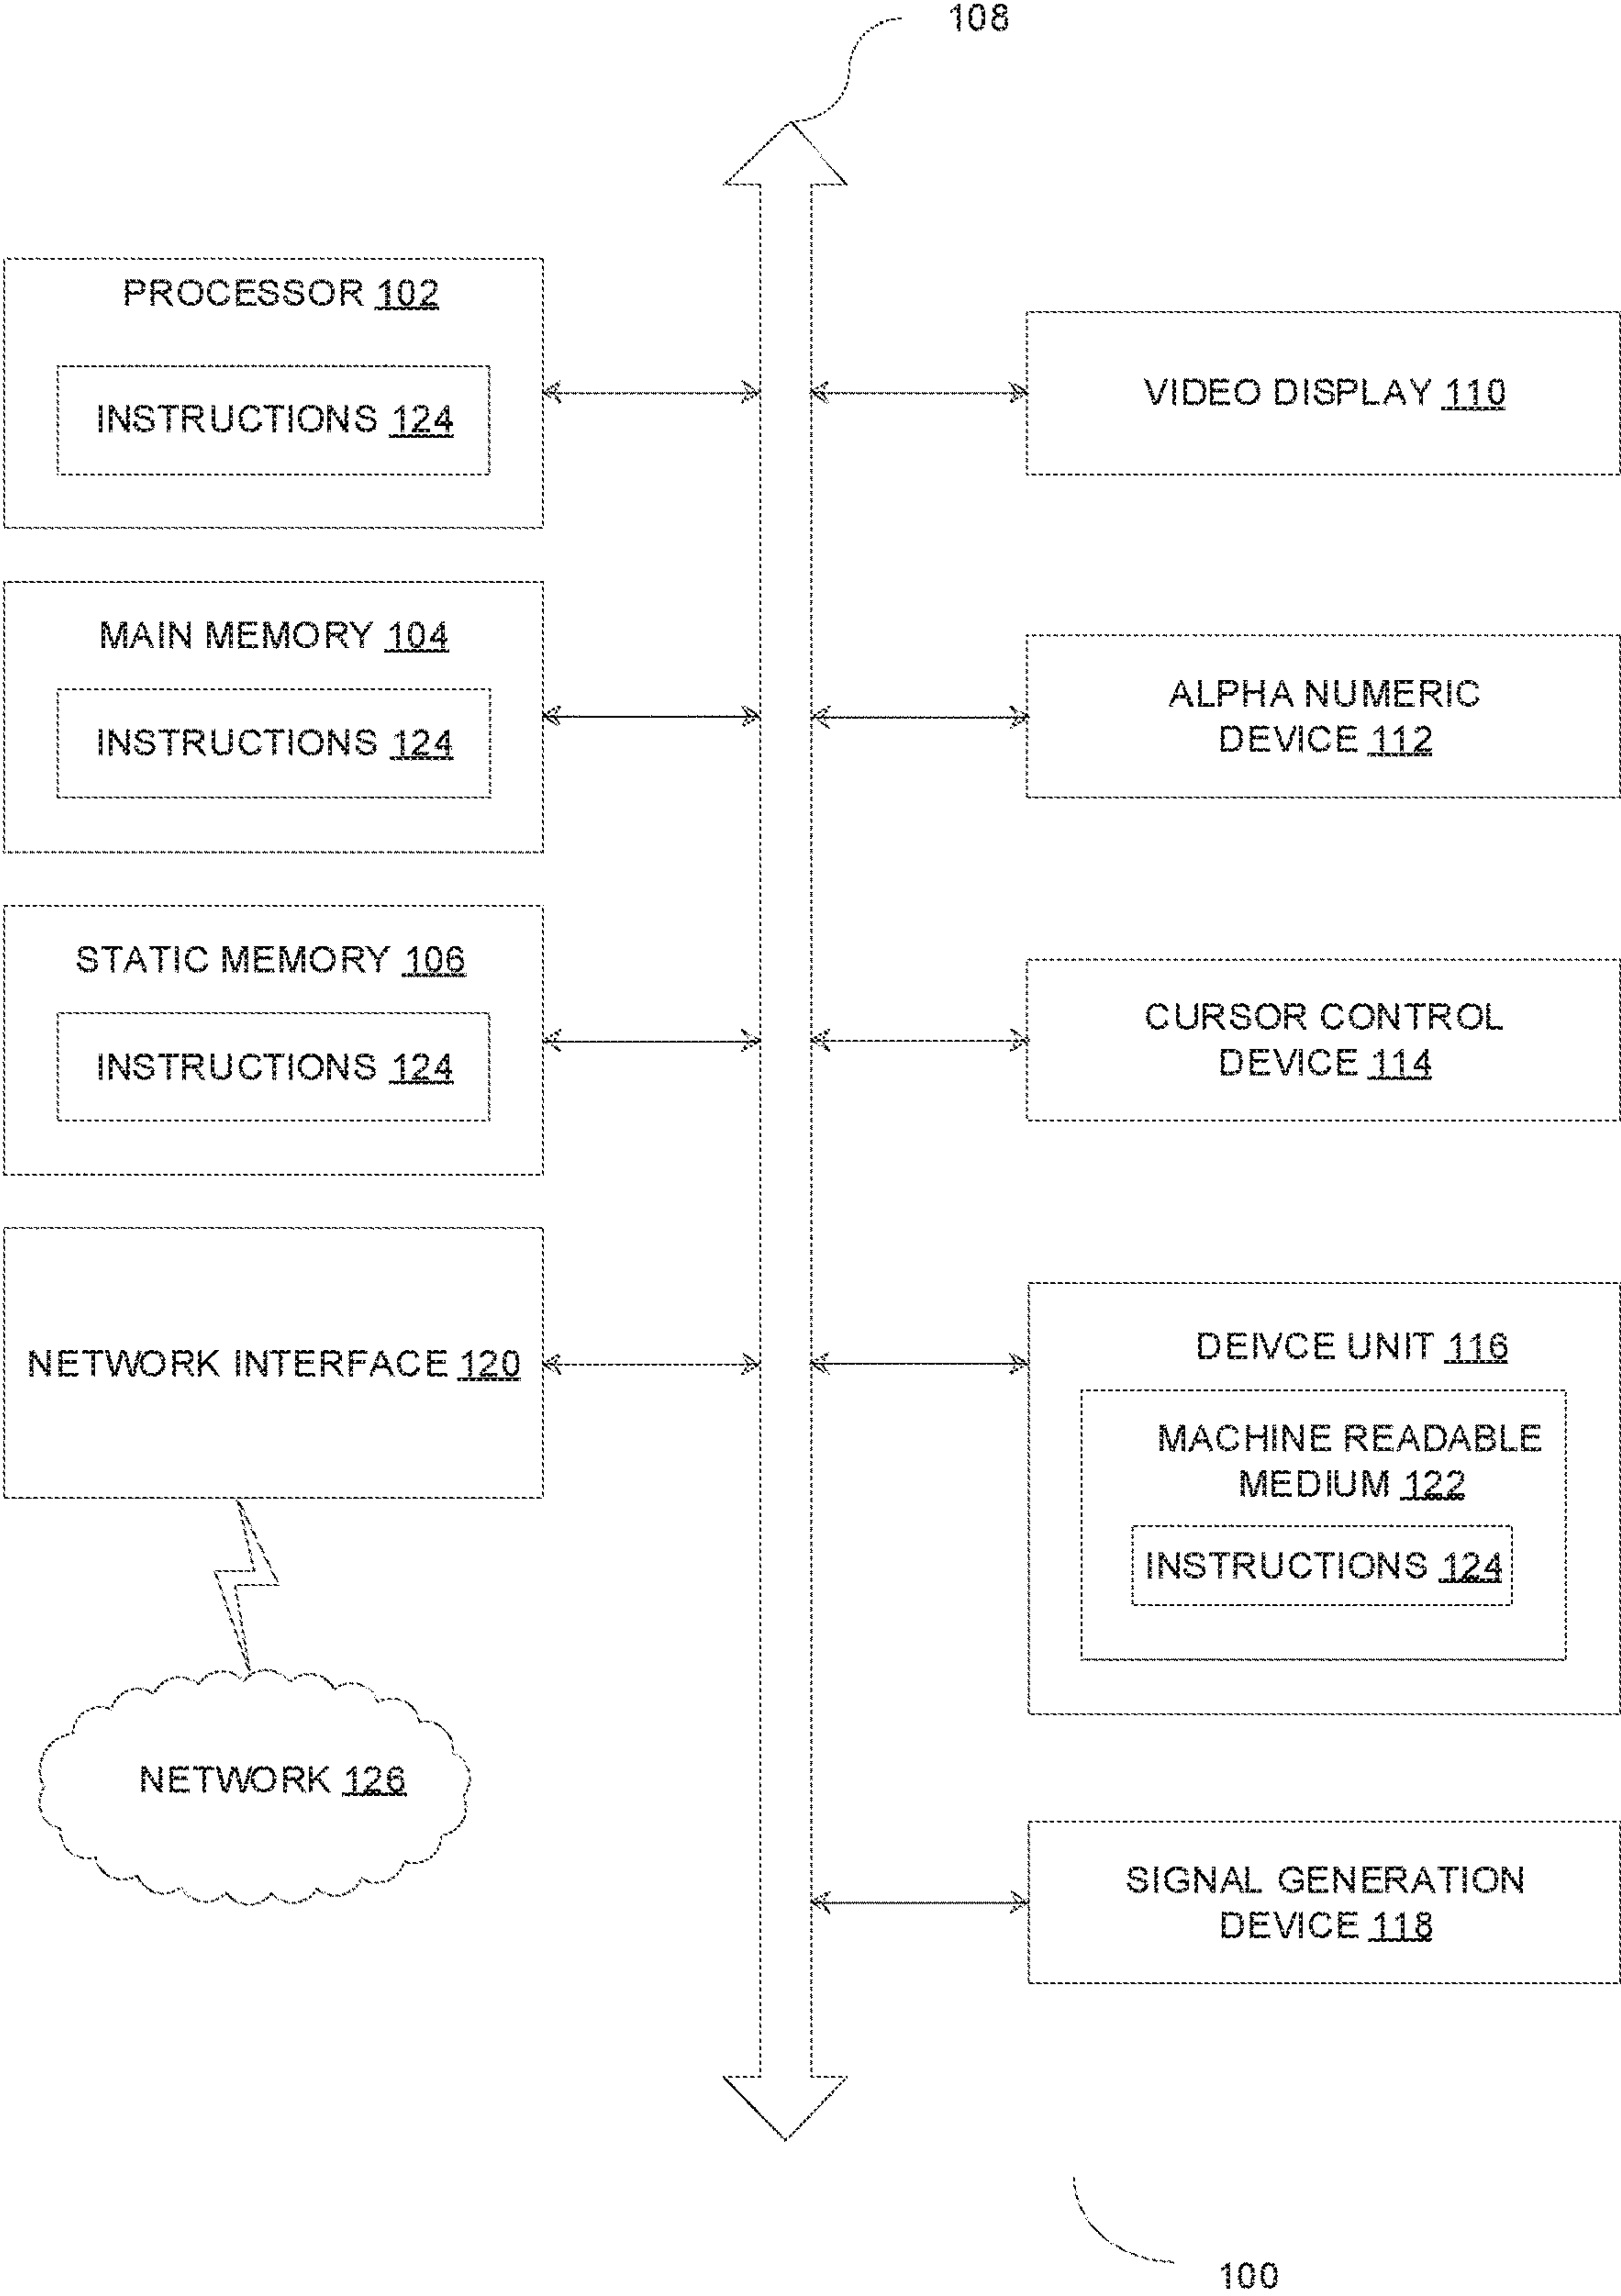 108
PROCESSOR 102
INSTRUCTIONS 124
VIDEO DISPLAY 110
MAIN MEMORY 104
INSTRUCTIONS 124
ALPHA NUMERIC
DEVICE 112
STATIC MEMORY 106
INSTRUCTIONS 124
CURSOR CONTROL
DEVICE 114
NETWORK INTERFACE 120
DEIVCE UNIT 116
MACHINE READABLE
MEDIUM 122
INSTRUCTIONS 124
NETWORK 126
SIGNAL GENERATION
DEVICE 118
100